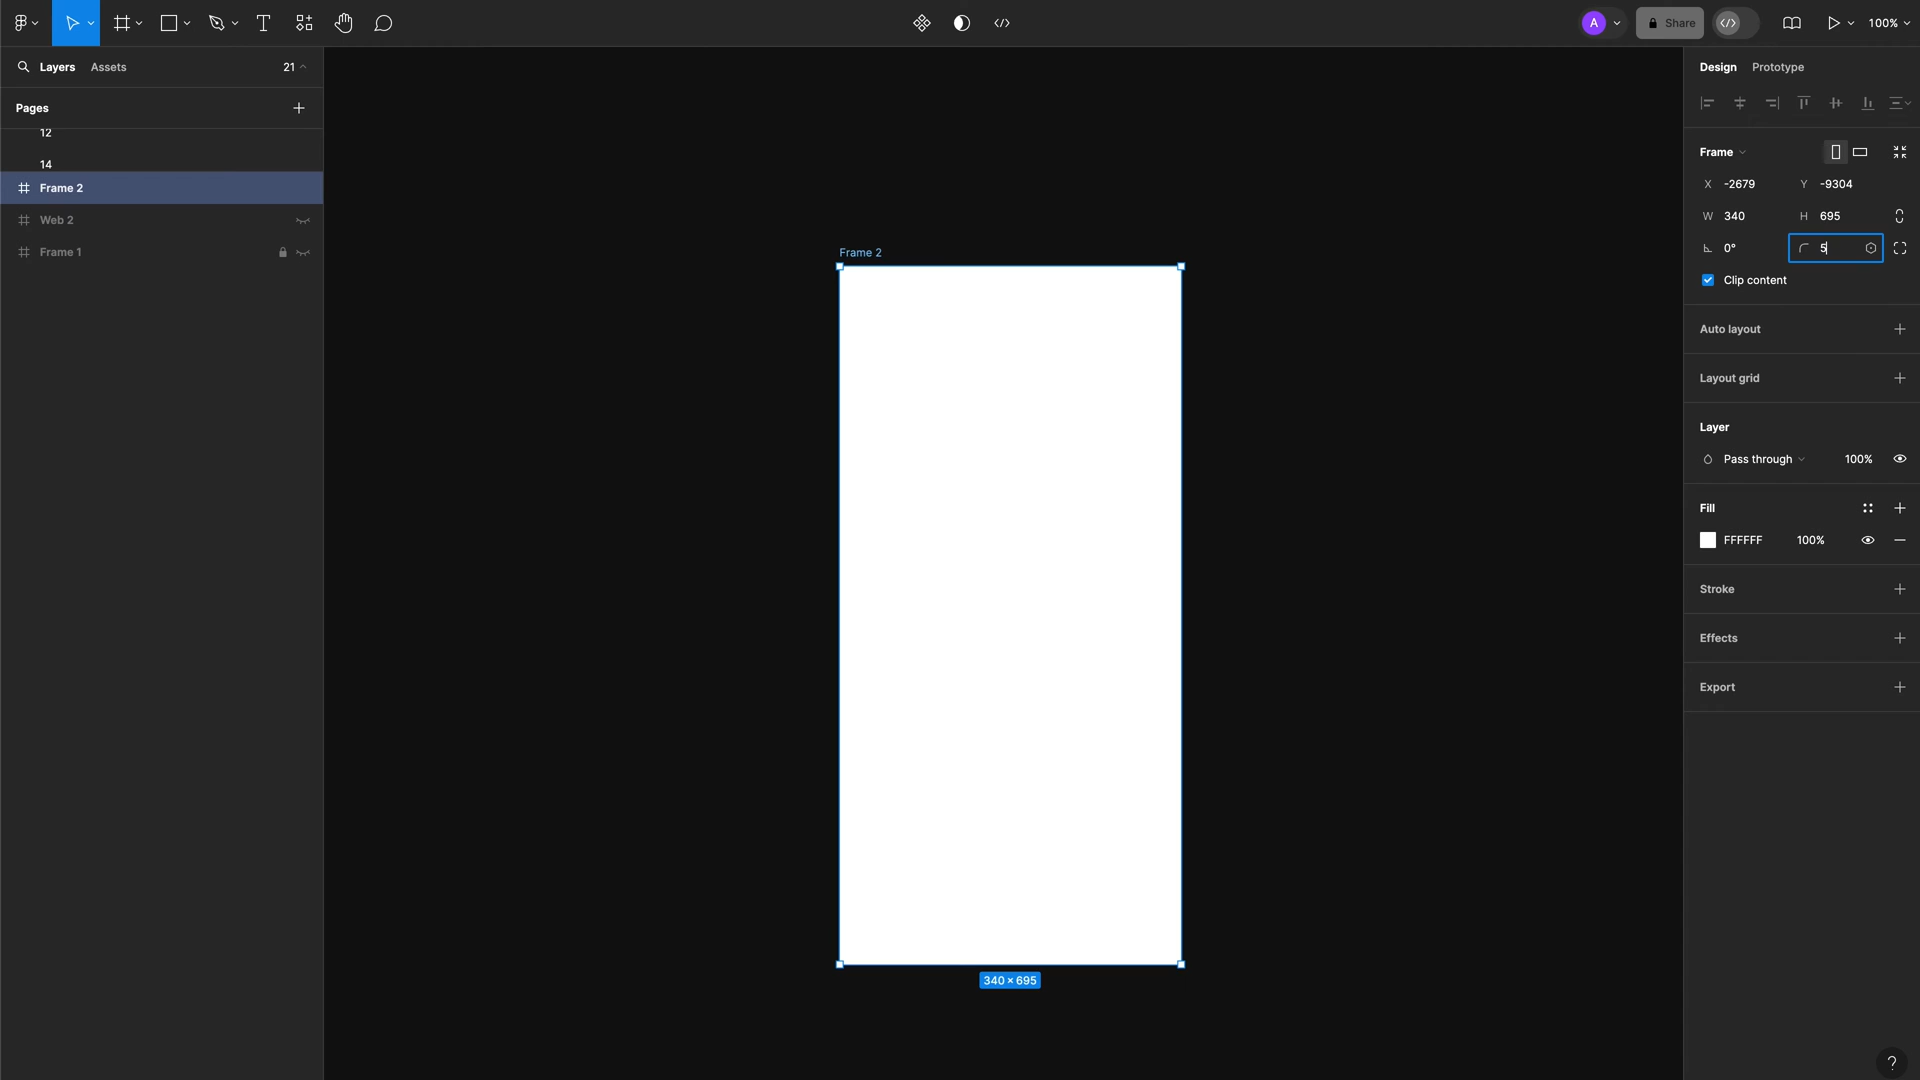 A
Share
100%
Layers
Assets
21
Design
Prototype
Pages
12
14
Frame 2
Web 2
Frame 1
Frame 2
340 × 695
Frame
X -2679
Y -9304
W 340
H 695
0°
5
Clip content
Auto layout
Layout grid
Layer
Pass through
100%
Fill
FFFFFF
100%
Stroke
Effects
Export
?